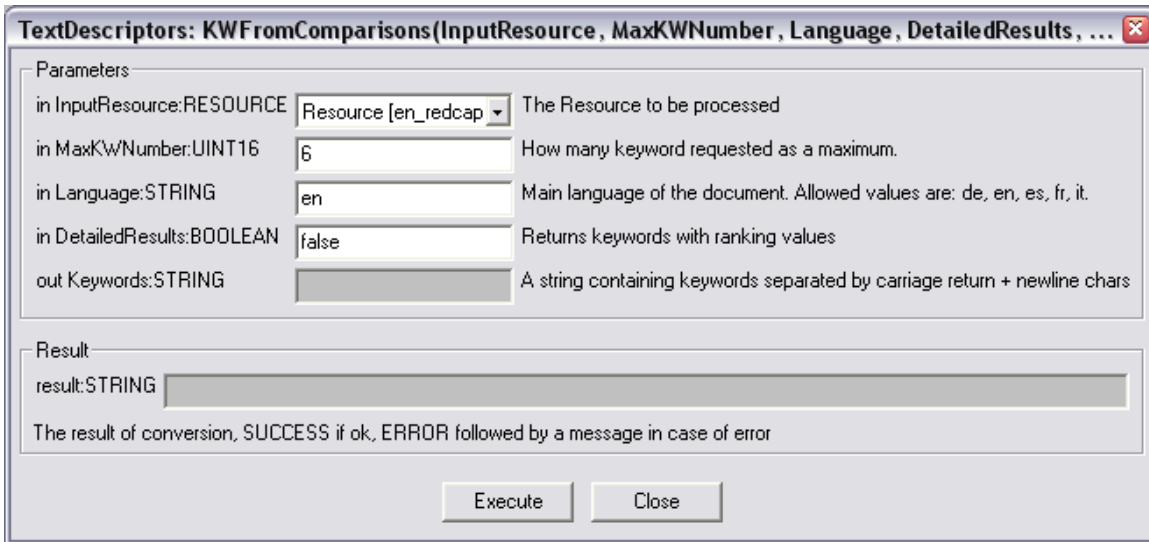 TextDescriptors: KWFromComparisons(InputResource, MaxKWNumber, Language, DetailedResults, ...
Parameters
in InputResource:RESOURCE Resource [en_redcap The Resource to be processed
in MaxKWNumber:UINT16 6 How many keyword requested as a maximum.
in Language:STRING en Main language of the document. Allowed values are: de, en, es, fr, it.
in DetailedResults:BOOLEAN false Returns keywords with ranking values
out Keywords:STRING A string containing keywords separated by carriage return + newline chars
Result
result:STRING
The result of conversion, SUCCESS if ok, ERROR followed by a message in case of error
Execute Close